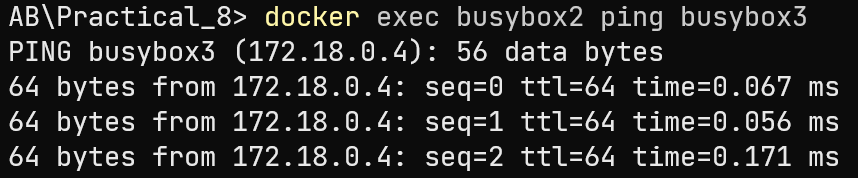 AB\Practical_8> docker exec busybox2 ping busybox3
PING busybox3 (172.18.0.4): 56 data bytes
64 bytes from 172.18.0.4: seq=0 ttl=64 time=0.067 ms
64 bytes from 172.18.0.4: seq=1 ttl=64 time=0.056 ms
64 bytes from 172.18.0.4: seq=2 ttl=64 time=0.171 ms